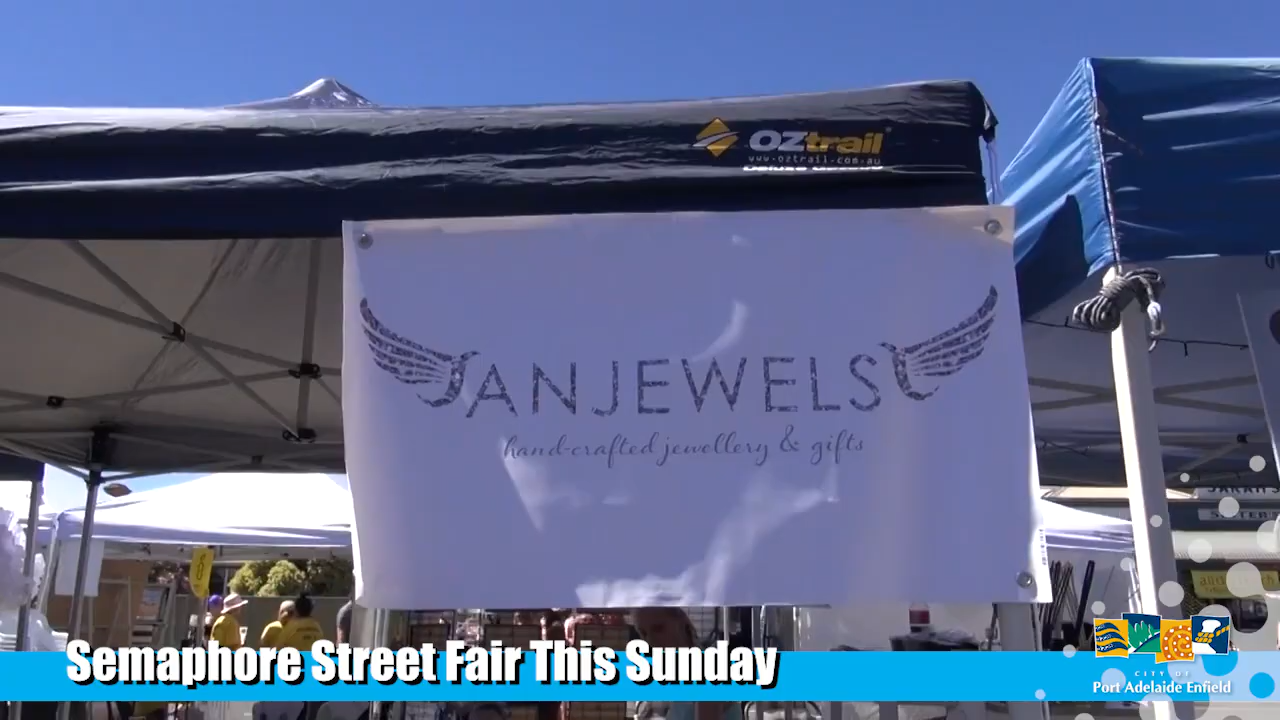 OZtrail
www.oztrail.com.au
ANJEWELS
hand-crafted jewellery & gifts
Semaphore Street Fair This Sunday
CITY OF
Port Adelaide Enfield